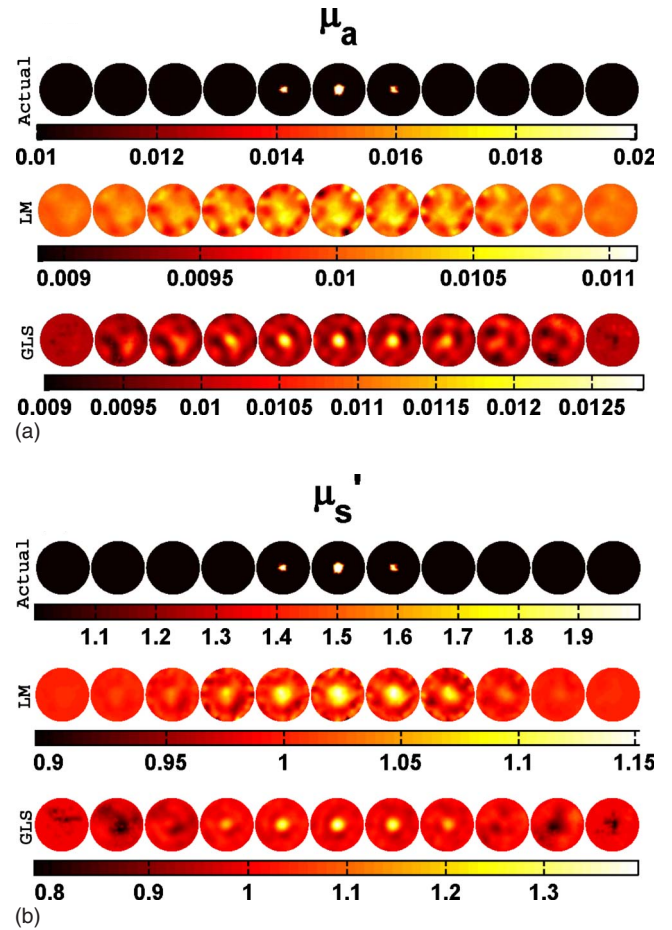 μa
Actual
0.01 0.012 0.014 0.016 0.018 0.02
LM
0.009 0.0095 0.01 0.0105 0.011
GLS
0.009 0.0095 0.01 0.0105 0.011 0.0115 0.012 0.0125
(a)
μs'
Actual
1.1 1.2 1.3 1.4 1.5 1.6 1.7 1.8 1.9
LM
0.9 0.95 1 1.05 1.1 1.15
GLS
0.8 0.9 1 1.1 1.2 1.3
(b)